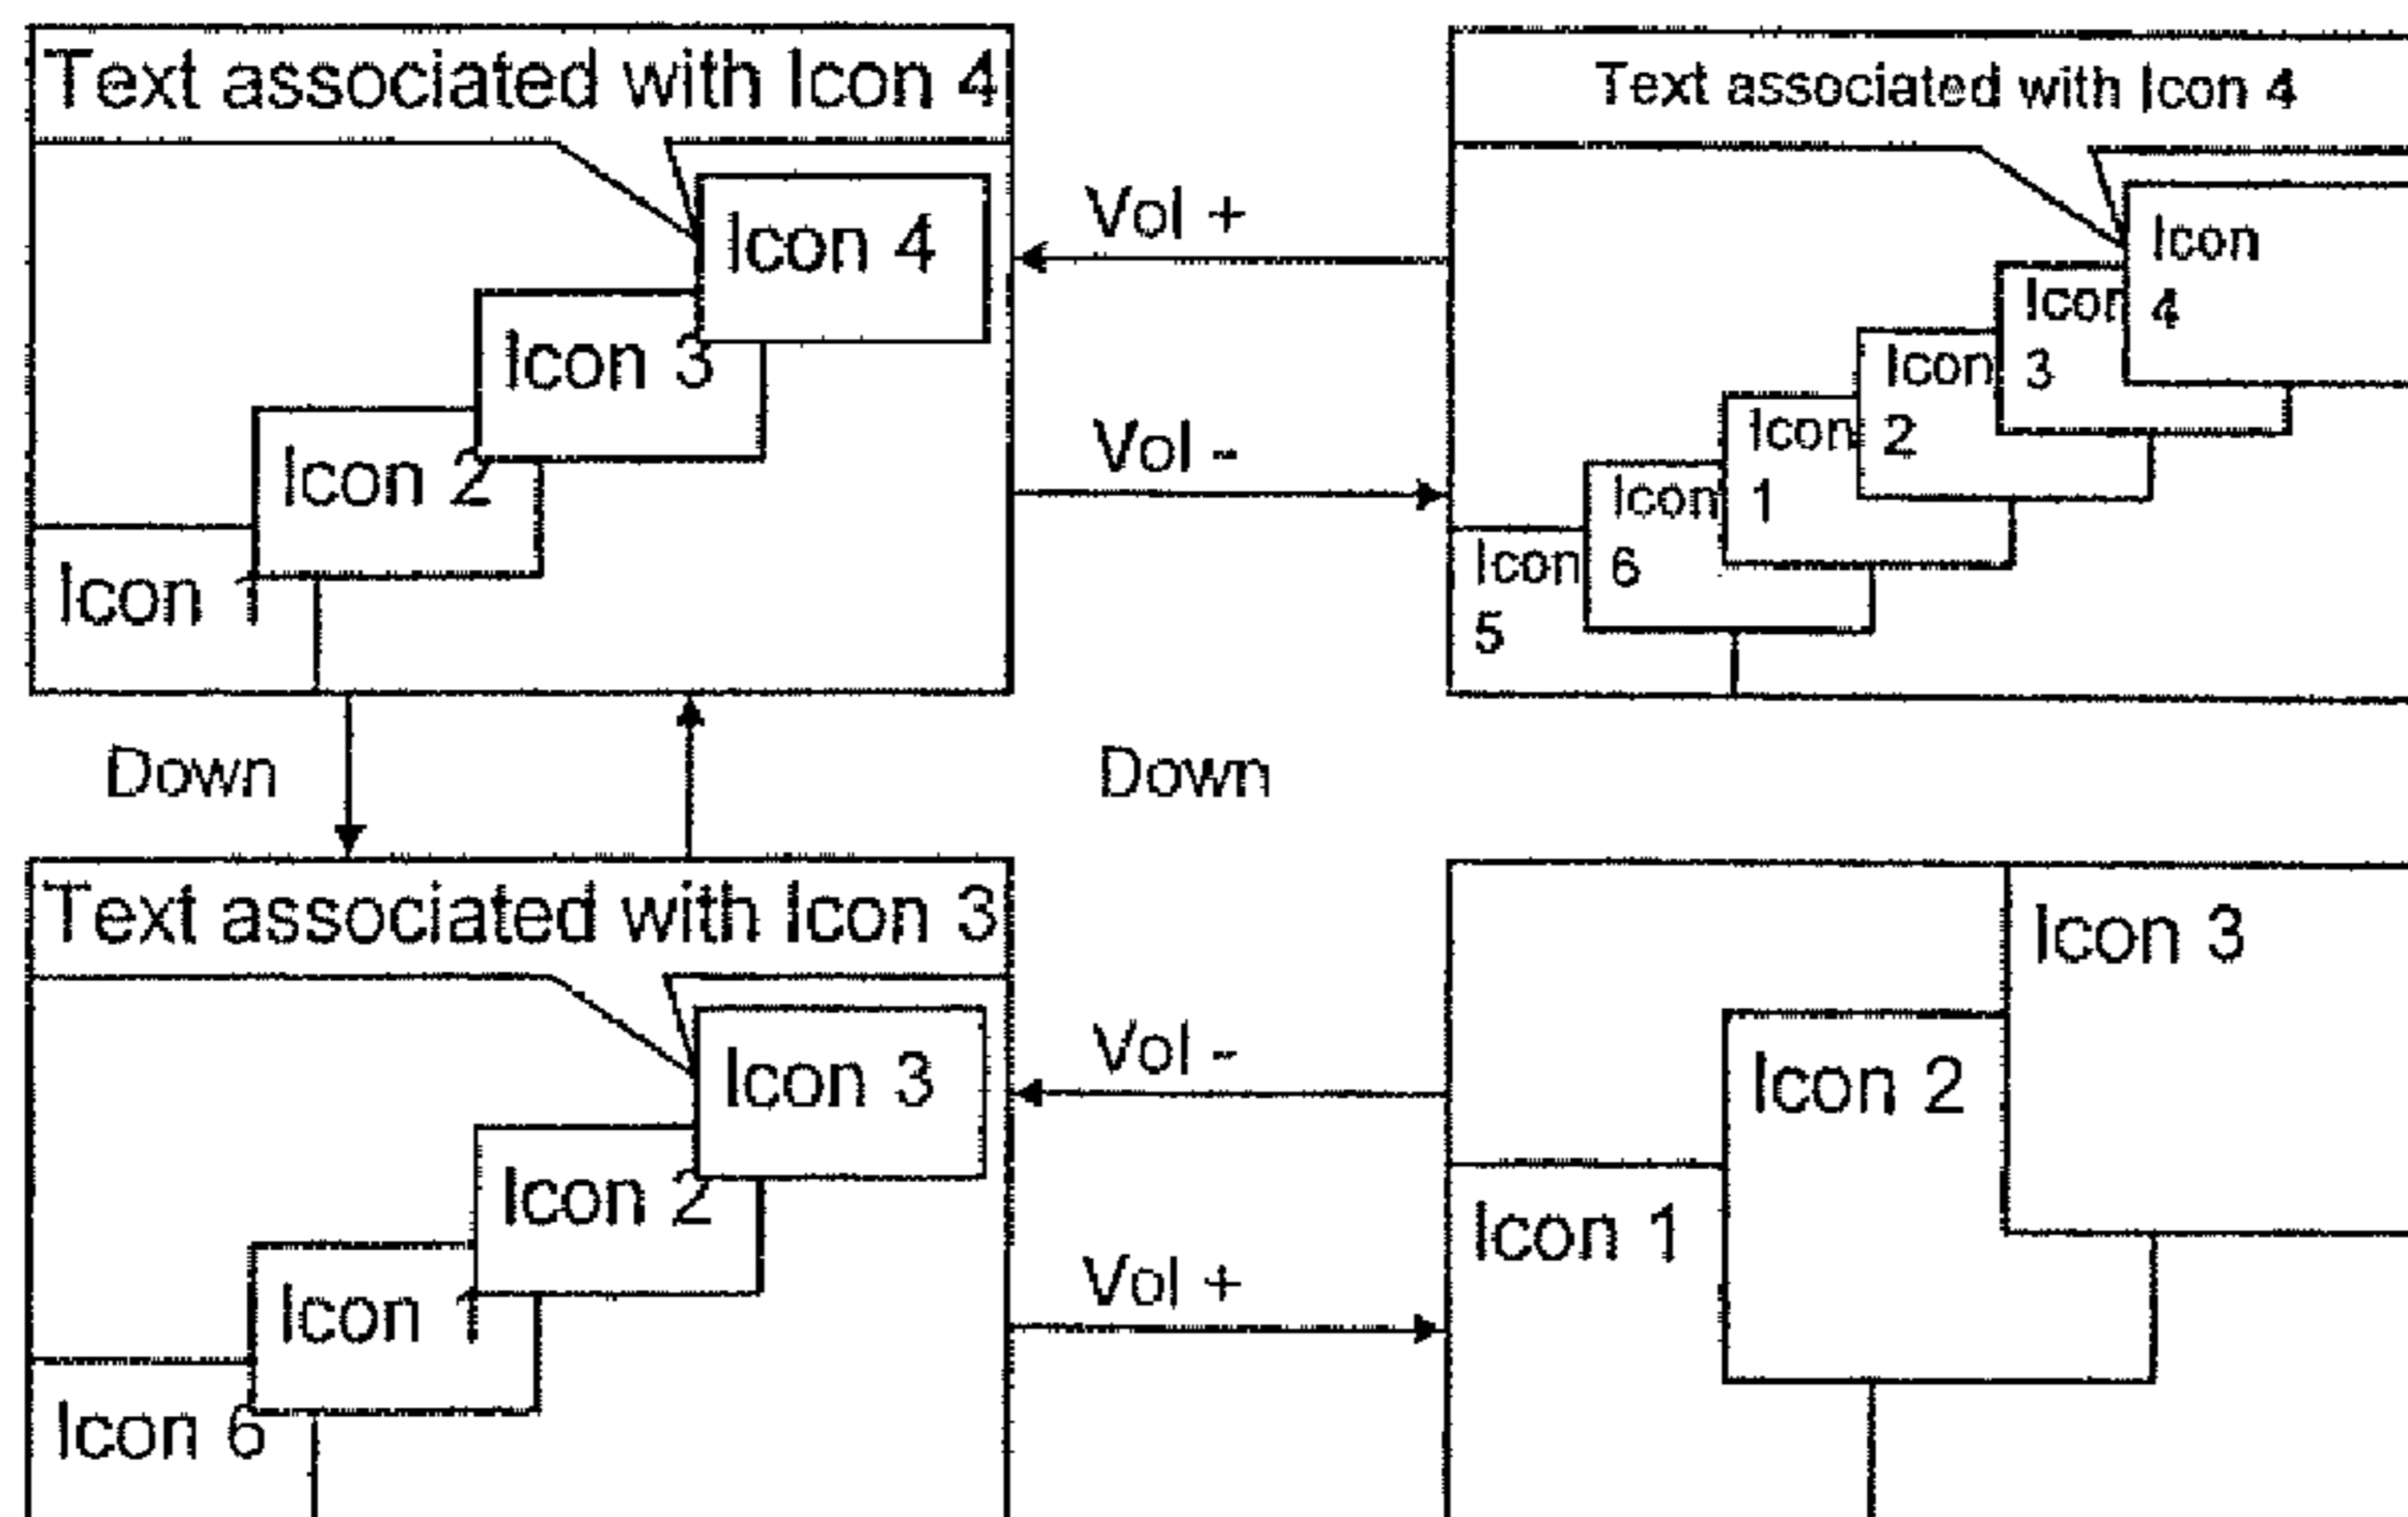 Text associated with Icon 4
Icon 4
Icon 3
Icon 2
Icon 1
Vol +
Vol -
Text associated with Icon 4
Icon
4
Icon
3
Icon
2
Icon
1
Icon
6
Icon
5
Down
Down
Text associated with Icon 3
Icon 3
Icon 2
Icon 1
Icon 6
Vol -
Vol +
Icon 3
Icon 2
Icon 1